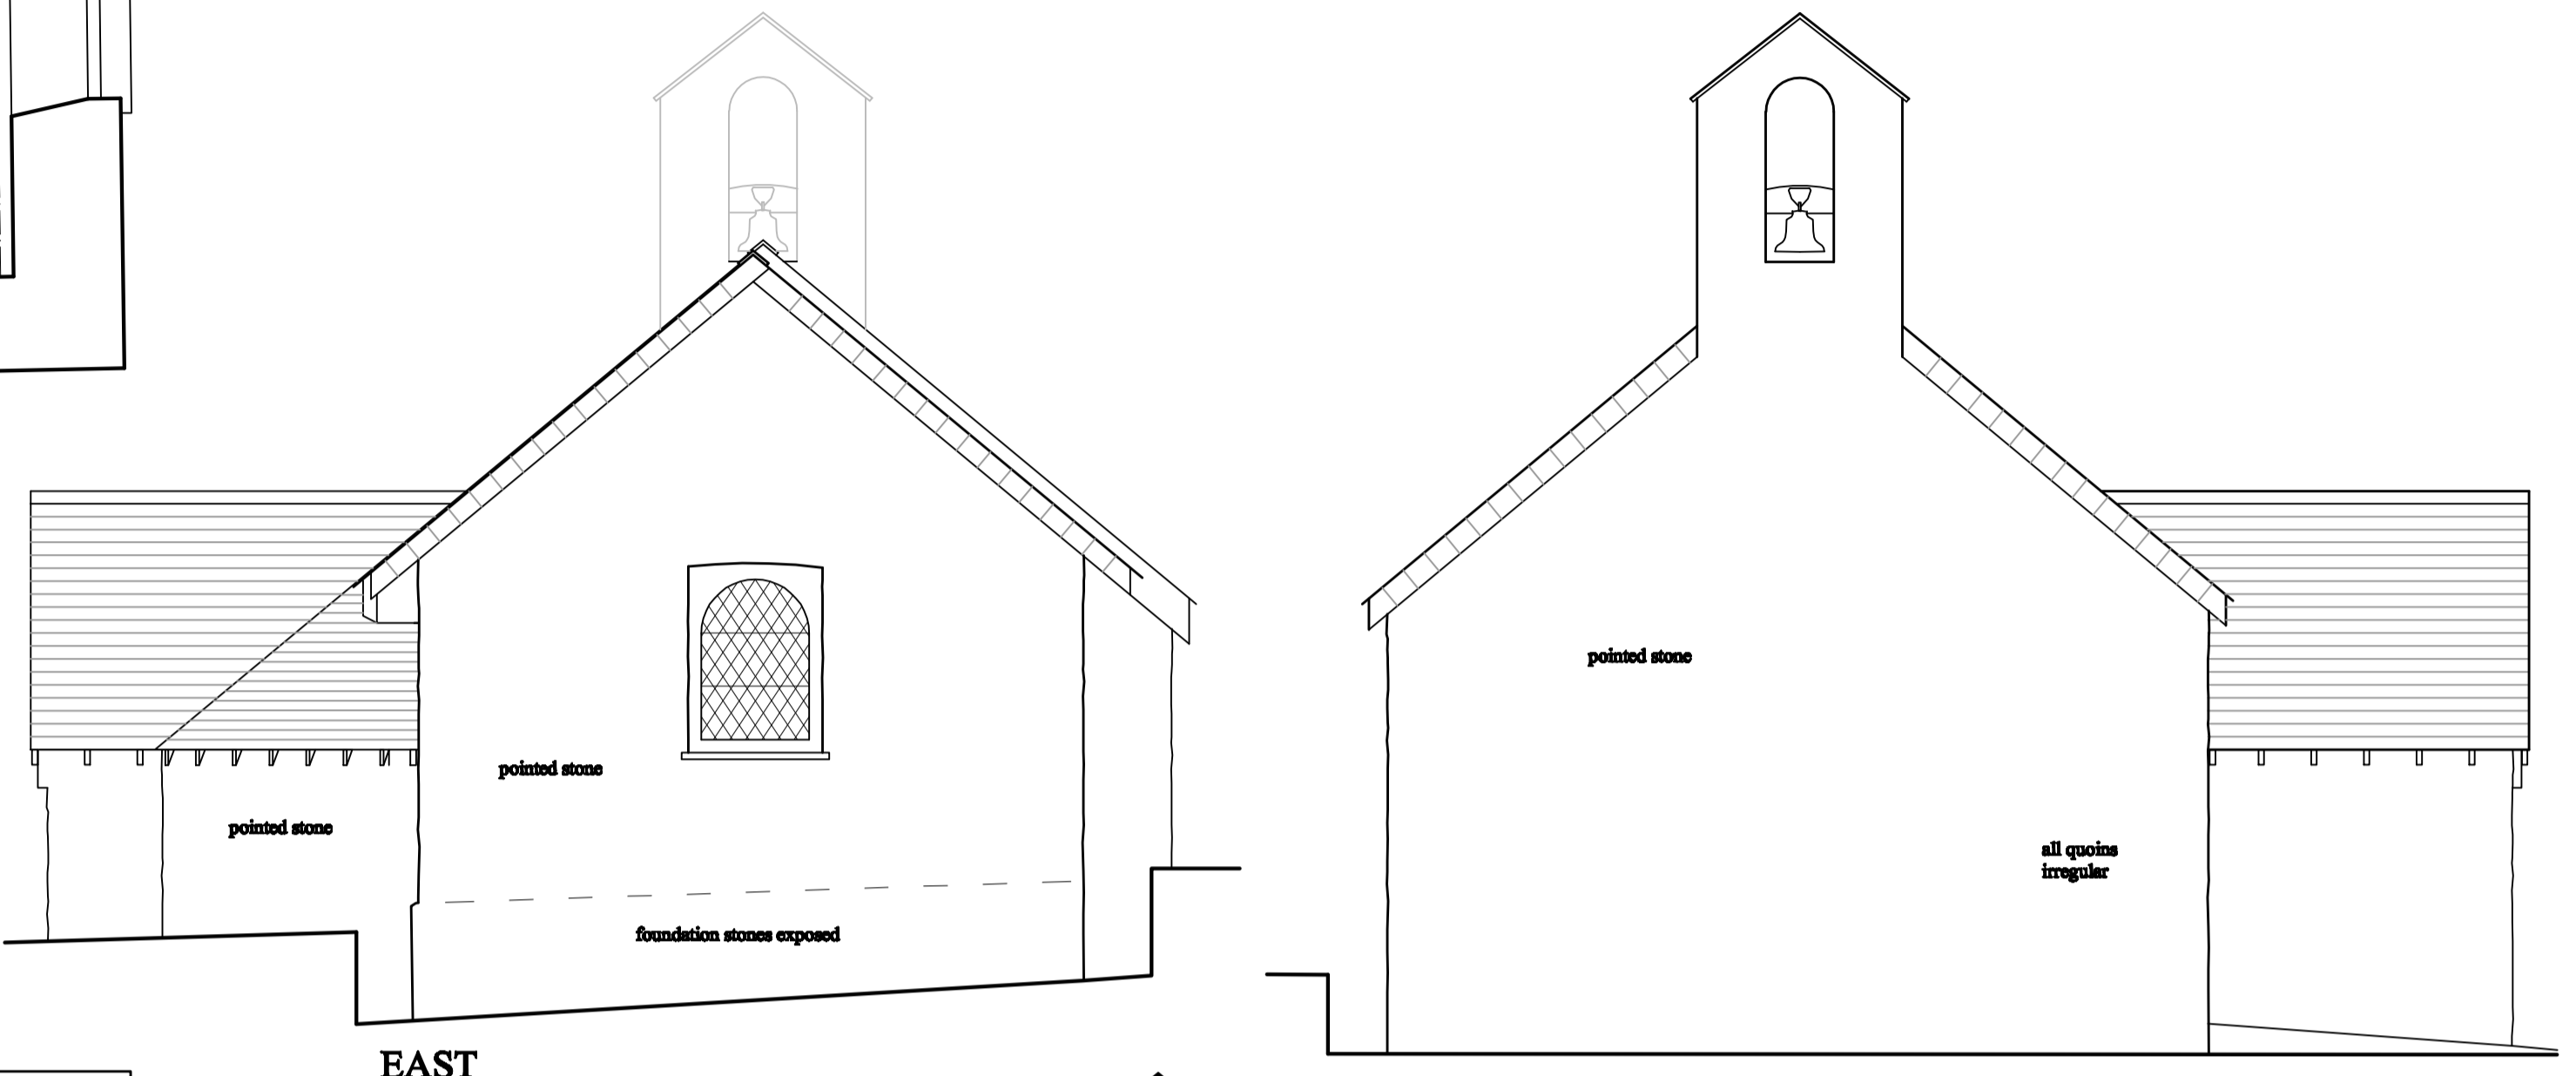 pointed stone
pointed stone
foundation stones exposed
EAST
pointed stone
all quoins
irregular